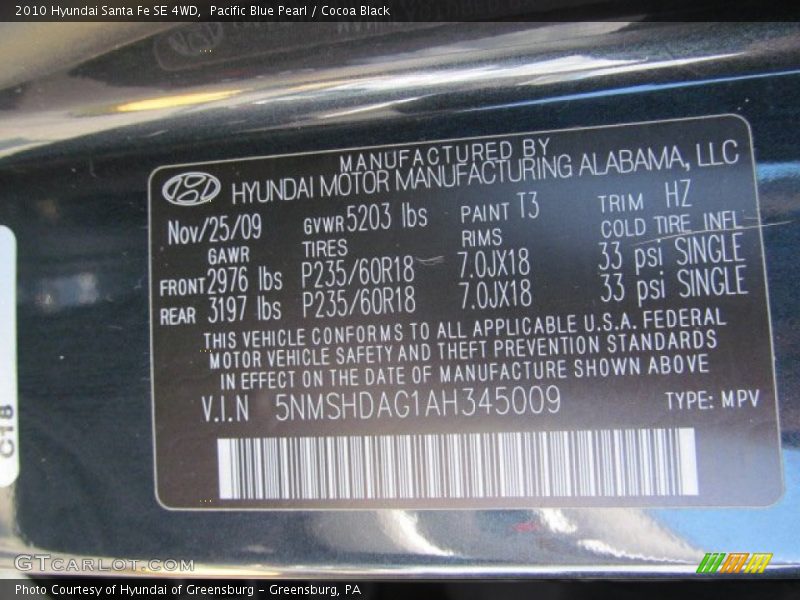 2010 Hyundai Santa Fe SE 4WD, Pacific Blue Pearl / Cocoa Black
MANUFACTURED BY
HYUNDAI MOTOR MANUFACTURING ALABAMA, LLC
Nov/25/09 GVWR 5203 lbs PAINT T3 TRIM HZ
GAWR TIRES RIMS COLD TIRE INFL
FRONT 2976 lbs P235/60R18 7.0JX18 33 psi SINGLE
REAR 3197 lbs P235/60R18 7.0JX18 33 psi SINGLE
THIS VEHICLE CONFORMS TO ALL APPLICABLE U.S.A. FEDERAL
MOTOR VEHICLE SAFETY AND THEFT PREVENTION STANDARDS
IN EFFECT ON THE DATE OF MANUFACTURE SHOWN ABOVE
V.I.N 5NMSHDAG1AH345009 TYPE: MPV
C18
GTCARLOT.COM
Photo Courtesy of Hyundai of Greensburg - Greensburg, PA